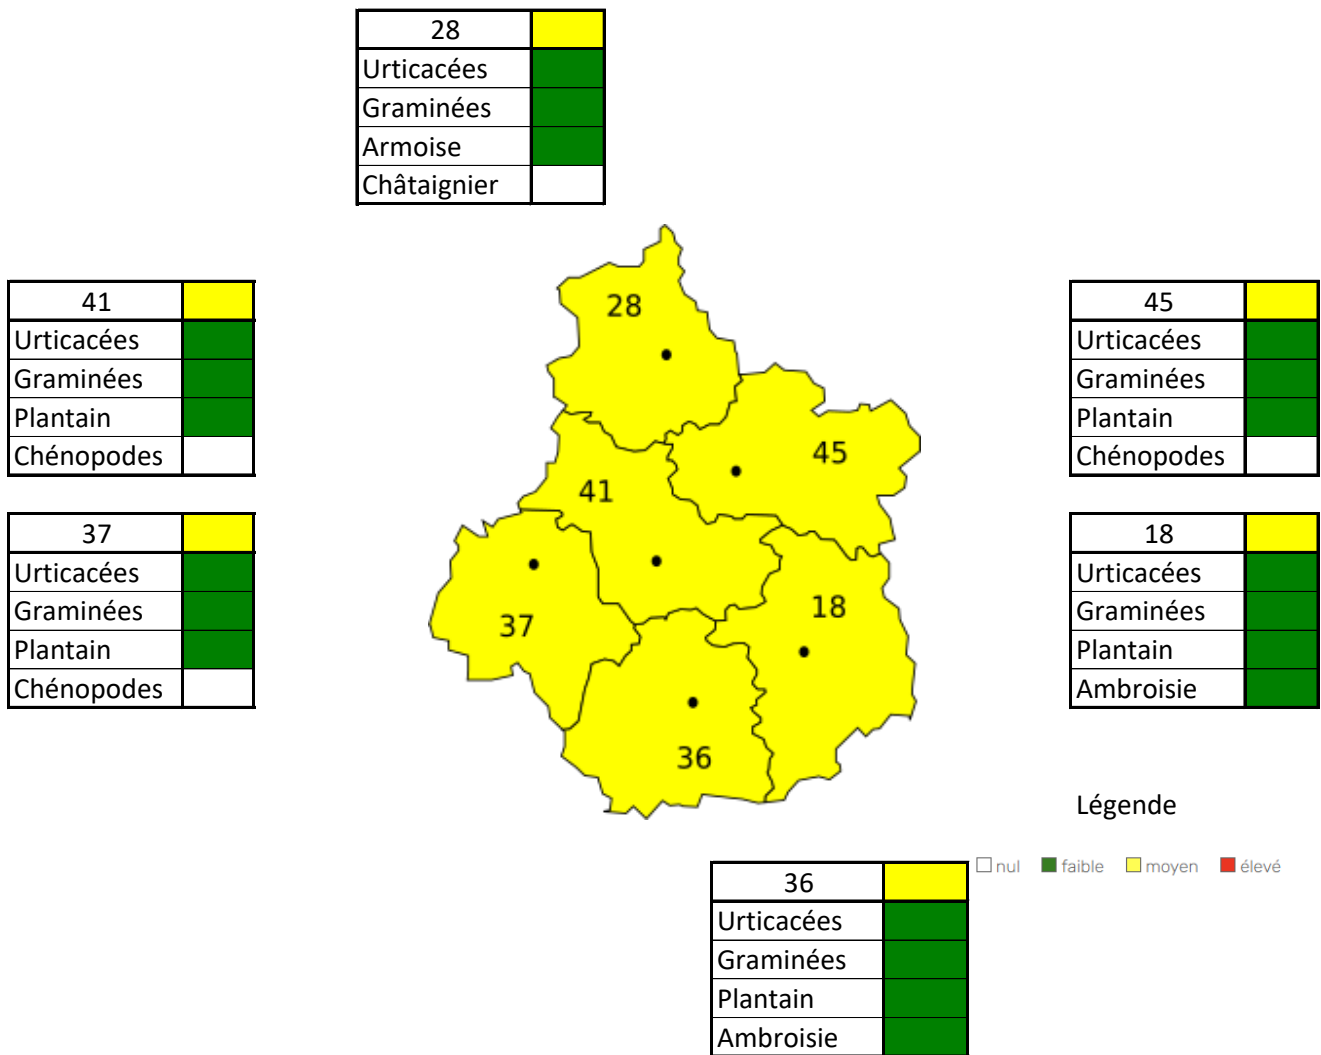 28
Urticacées
Graminées
Armoise
Châtaignier
41
Urticacées
Graminées
Plantain
Chénopodes
37
Urticacées
Graminées
Plantain
Chénopodes
28
45
41
37
18
36
45
Urticacées
Graminées
Plantain
Chénopodes
18
Urticacées
Graminées
Plantain
Ambroisie
Légende
nul faible moyen élevé
36
Urticacées
Graminées
Plantain
Ambroisie